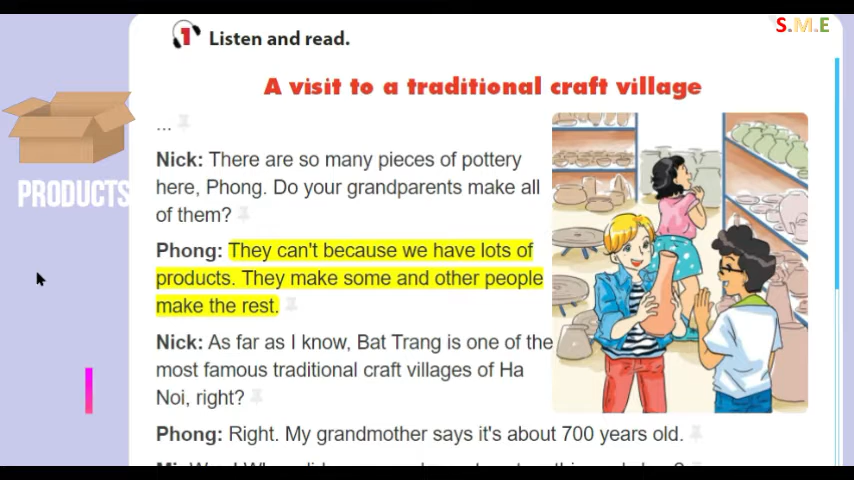 S.M.E
1 Listen and read.
A visit to a traditional craft village
...
Nick: There are so many pieces of pottery
here, Phong. Do your grandparents make all
of them?
PRODUCTS
Phong: They can't because we have lots of
products. They make some and other people
make the rest.
Nick: As far as I know, Bat Trang is one of the
most famous traditional craft villages of Ha
Noi, right?
Phong: Right. My grandmother says it's about 700 years old.